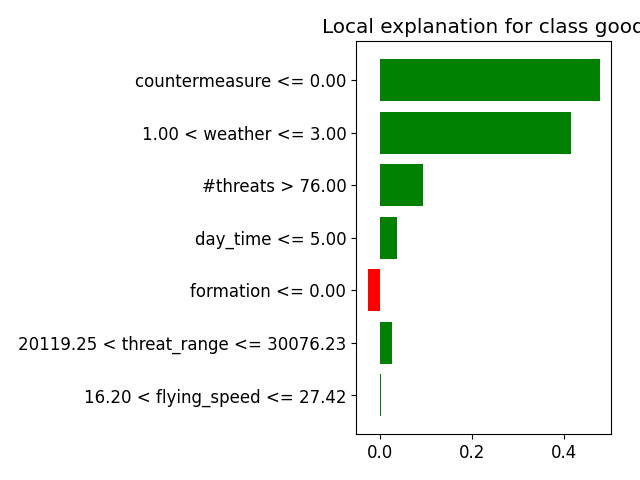 Local explanation for class good
countermeasure <= 0.00
1.00 < weather <= 3.00
#threats > 76.00
day_time <= 5.00
formation <= 0.00
20119.25 < threat_range <= 30076.23
16.20 < flying_speed <= 27.42
0.0 0.2 0.4